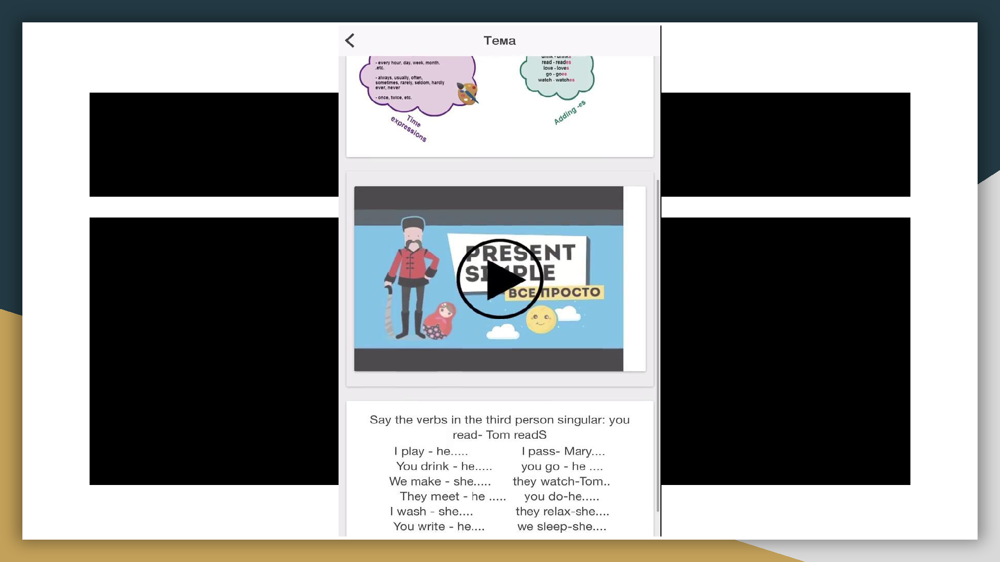 Тема
- every hour, day, week, month,
.etc.
- always, usually, often,
sometimes, rarely, seldom, hardly
ever, never
- once, twice, etc.
Time
expressions
drink - drinks
read - reades
love - loves
go - goes
watch - watches
Adding -es
PRESENT
SIMPLE
ВСЕ ПРОСТО
Say the verbs in the third person singular: you
read- Tom readS
I play - he..... I pass- Mary....
You drink - he..... you go - he ....
We make - she..... they watch-Tom..
They meet - he ..... you do-he.....
I wash - she.... they relax-she....
You write - he.... we sleep-she....